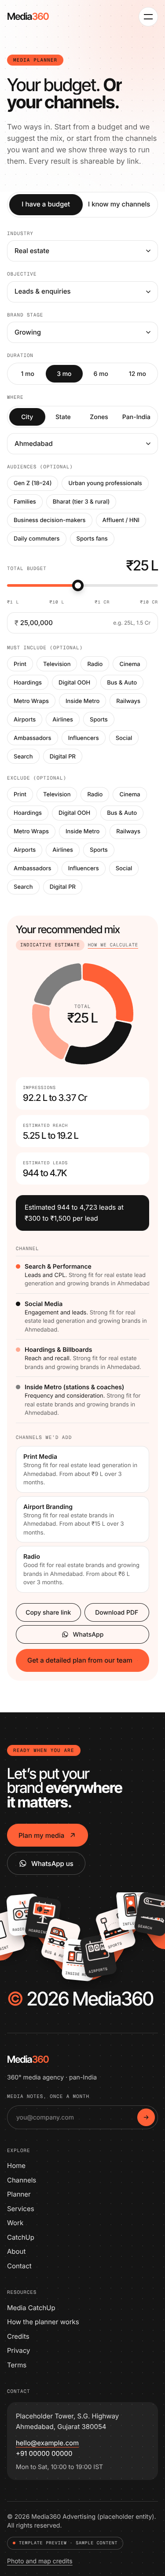 Media360
MEDIA PLANNER
Your budget. Or
your channels.
Two ways in. Start from a budget and we
suggest the mix, or start from the channels
you want and we show three ways to run
them. Every result is shareable by link.
I have a budget
I know my channels
INDUSTRY
Real estate
OBJECTIVE
Leads & enquiries
BRAND STAGE
Growing
DURATION
1 mo 3 mo 6 mo 12 mo
WHERE
City State Zones Pan-India
Ahmedabad
AUDIENCES (OPTIONAL)
Gen Z (18–24) Urban young professionals
Families Bharat (tier 3 & rural)
Business decision-makers Affluent / HNI
Daily commuters Sports fans
TOTAL BUDGET ₹25 L
₹1 L ₹10 L ₹1 CR ₹10 CR
₹ 25,00,000 e.g. 25L, 1.5 Cr
MUST INCLUDE (OPTIONAL)
Print Television Radio Cinema
Hoardings Digital OOH Bus & Auto
Metro Wraps Inside Metro Railways
Airports Airlines Sports
Ambassadors Influencers Social
Search Digital PR
EXCLUDE (OPTIONAL)
Print Television Radio Cinema
Hoardings Digital OOH Bus & Auto
Metro Wraps Inside Metro Railways
Airports Airlines Sports
Ambassadors Influencers Social
Search Digital PR
Your recommended mix
INDICATIVE ESTIMATE HOW WE CALCULATE
TOTAL
₹25 L
IMPRESSIONS
92.2 L to 3.37 Cr
ESTIMATED REACH
5.25 L to 19.2 L
ESTIMATED LEADS
944 to 4.7K
Estimated 944 to 4,723 leads at
₹300 to ₹1,500 per lead
CHANNEL
Search & Performance
Leads and CPL. Strong fit for real estate lead
generation and growing brands in Ahmedabad
Social Media
Engagement and leads. Strong fit for real
estate lead generation and growing brands in
Ahmedabad.
Hoardings & Billboards
Reach and recall. Strong fit for real estate
brands and growing brands in Ahmedabad.
Inside Metro (stations & coaches)
Frequency and consideration. Strong fit for
real estate brands and growing brands in
Ahmedabad.
CHANNELS WE'D ADD
Print Media
Strong fit for real estate lead generation in
Ahmedabad. From about ₹9 L over 3
months.
Airport Branding
Strong fit for real estate brands in
Ahmedabad. From about ₹15 L over 3
months.
Radio
Good fit for real estate brands and growing
brands in Ahmedabad. From about ₹6 L
over 3 months.
Copy share link Download PDF
WhatsApp
Get a detailed plan from our team
READY WHEN YOU ARE
Let's put your
brand everywhere
it matters.
Plan my media
WhatsApp us
© 2026 Media360
Media360
360° media agency · pan-India
MEDIA NOTES, ONCE A MONTH
you@company.com
EXPLORE
Home
Channels
Planner
Services
Work
CatchUp
About
Contact
RESOURCES
Media CatchUp
How the planner works
Credits
Privacy
Terms
CONTACT
Placeholder Tower, S.G. Highway
Ahmedabad, Gujarat 380054
hello@example.com
+91 00000 00000
Mon to Sat, 10:00 to 19:00 IST
© 2026 Media360 Advertising (placeholder entity).
All rights reserved.
TEMPLATE PREVIEW · SAMPLE CONTENT
Photo and map credits